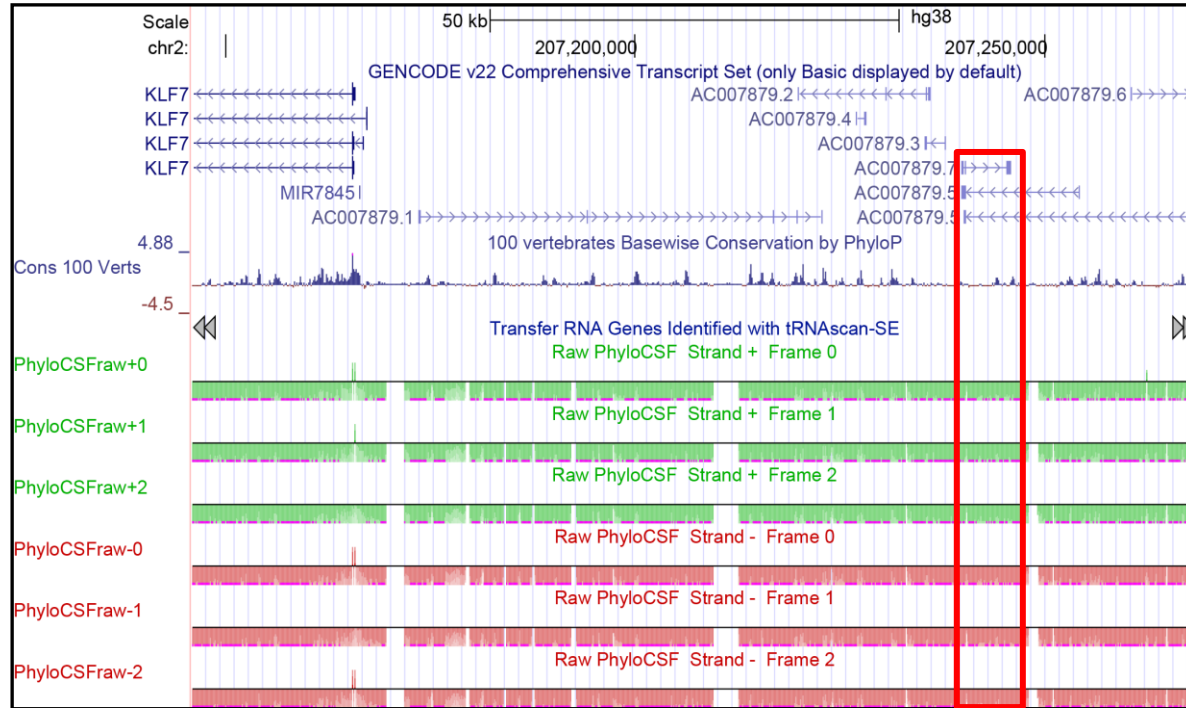 Scale 50 kb hg38
chr2: 207,200,000 207,250,000
GENCODE v22 Comprehensive Transcript Set (only Basic displayed by default)
KLF7 AC007879.2 AC007879.6
KLF7 AC007879.4
KLF7 AC007879.3
KLF7 AC007879.7
MIR7845 AC007879.5
AC007879.1 AC007879.5
100 vertebrates Basewise Conservation by PhyloP
4.88
Cons 100 Verts
-4.5
Transfer RNA Genes Identified with tRNAscan-SE
Raw PhyloCSF Strand + Frame 0
PhyloCSFraw+0
Raw PhyloCSF Strand + Frame 1
PhyloCSFraw+1
Raw PhyloCSF Strand + Frame 2
PhyloCSFraw+2
Raw PhyloCSF Strand - Frame 0
PhyloCSFraw-0
Raw PhyloCSF Strand - Frame 1
PhyloCSFraw-1
Raw PhyloCSF Strand - Frame 2
PhyloCSFraw-2